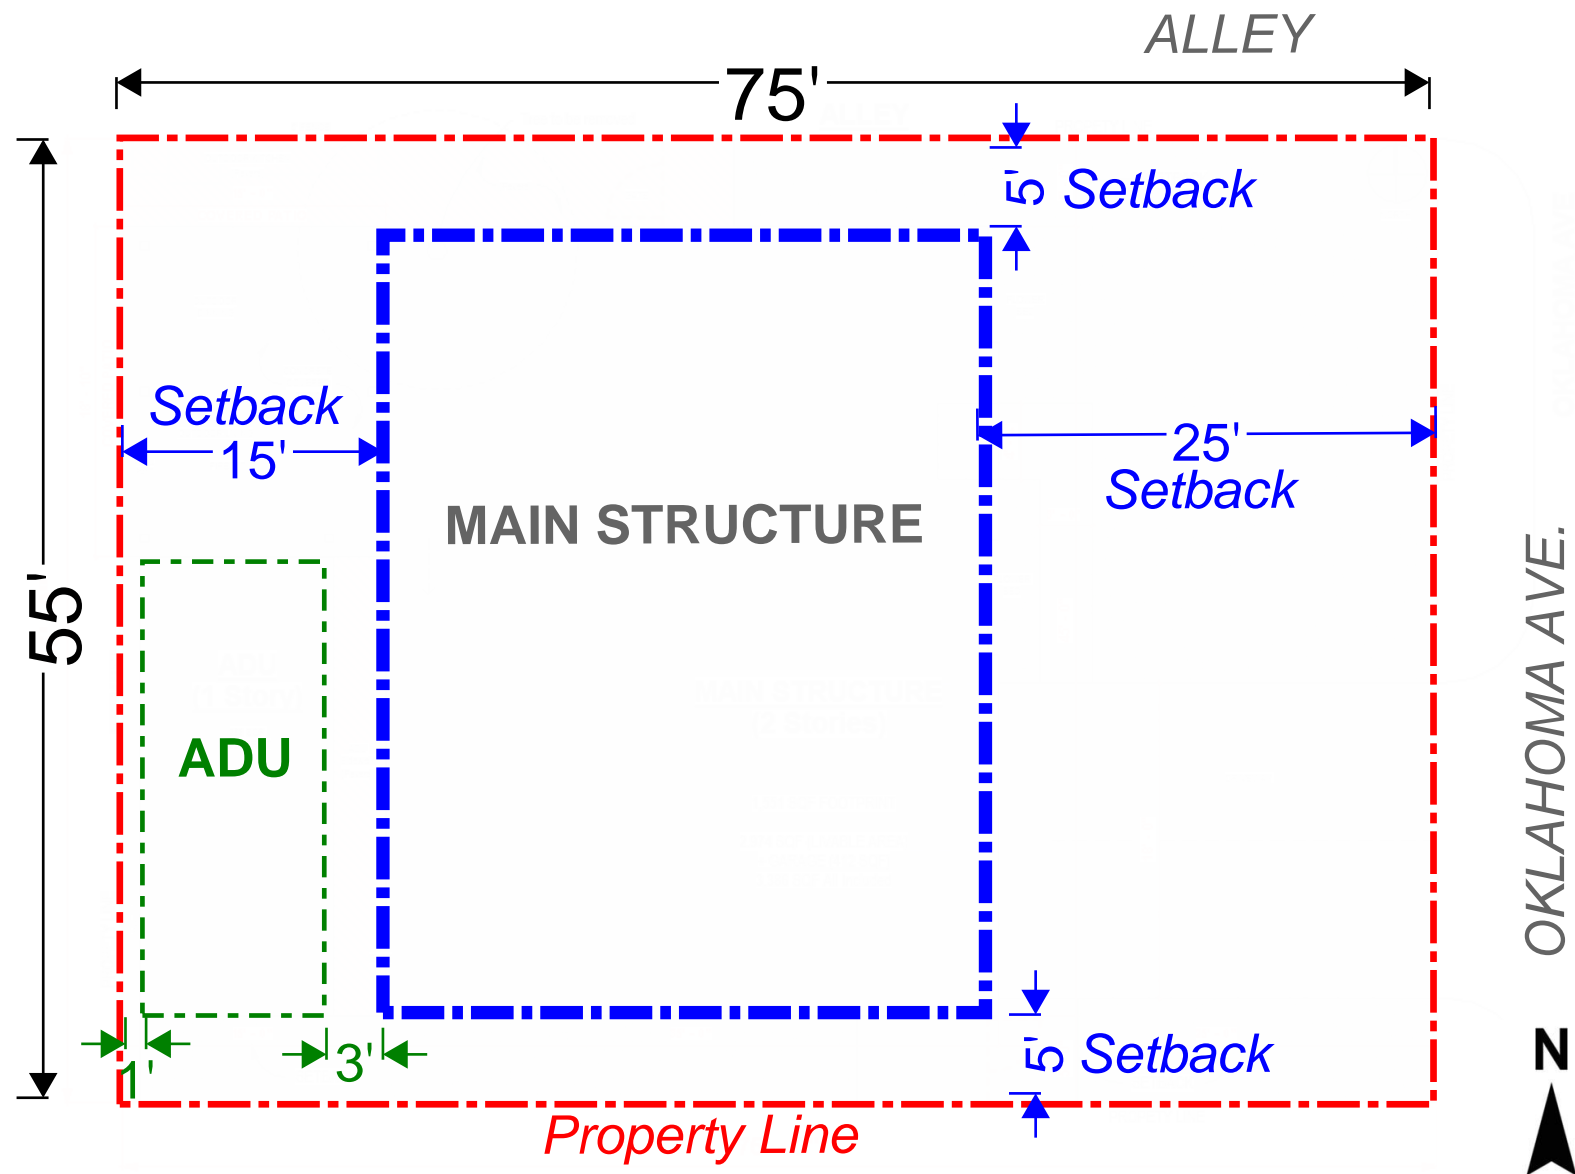 ALLEY
75'
5' Setback
Setback
15'
25'
Setback
MAIN STRUCTURE
55'
ADU
OKLAHOMA AVE.
1'
3'
5' Setback
N
Property Line